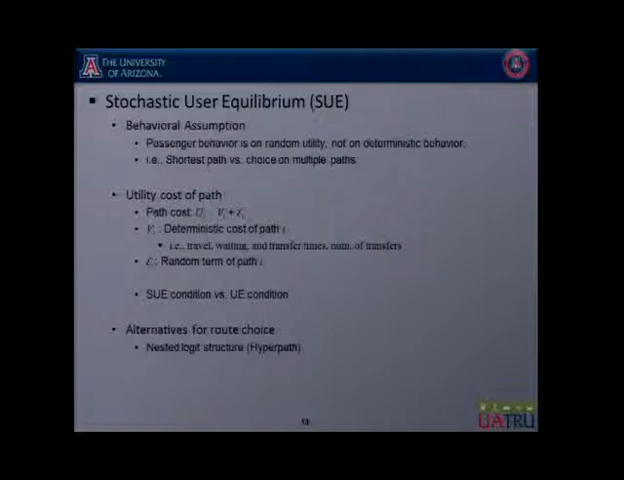 THE UNIVERSITY
OF ARIZONA.
▪ Stochastic User Equilibrium (SUE)
• Behavioral Assumption
• Passenger behavior is on random utility, not on deterministic behavior.
• i.e., Shortest path vs. choice on multiple paths
• Utility cost of path
• Path cost: U V + ε
• V : Deterministic cost of path i
• i.e., travel, waiting, and transfer times, num. of transfers
• ε : Random term of path i
• SUE condition vs. UE condition
• Alternatives for route choice
• Nested logit structure (Hyperpath)
UATRU